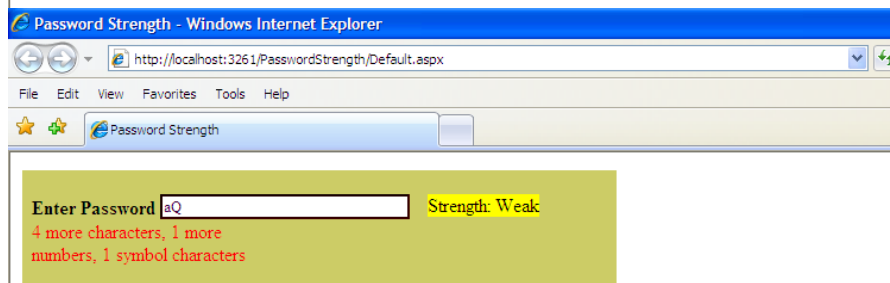 Password Strength - Windows Internet Explorer
http://localhost:3261/PasswordStrength/Default.aspx
File Edit View Favorites Tools Help
Password Strength
Enter Password aQ Strength: Weak
4 more characters, 1 more
numbers, 1 symbol characters